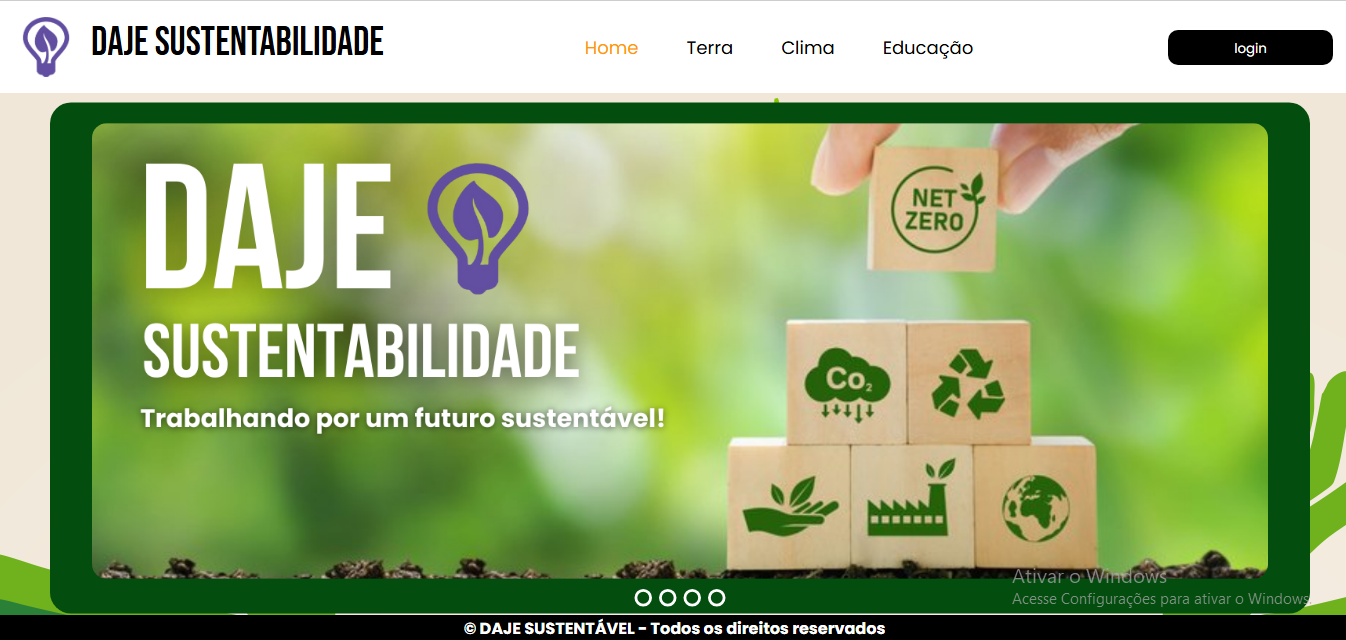 DAJE SUSTENTABILIDADE
Home
Terra
Clima
Educação
login
DAJE
SUSTENTABILIDADE
Trabalhando por um futuro sustentável!
NET
ZERO
Co₂
Ativar o Windows
Acesse Configurações para ativar o Windows.
© DAJE SUSTENTÁVEL - Todos os direitos reservados